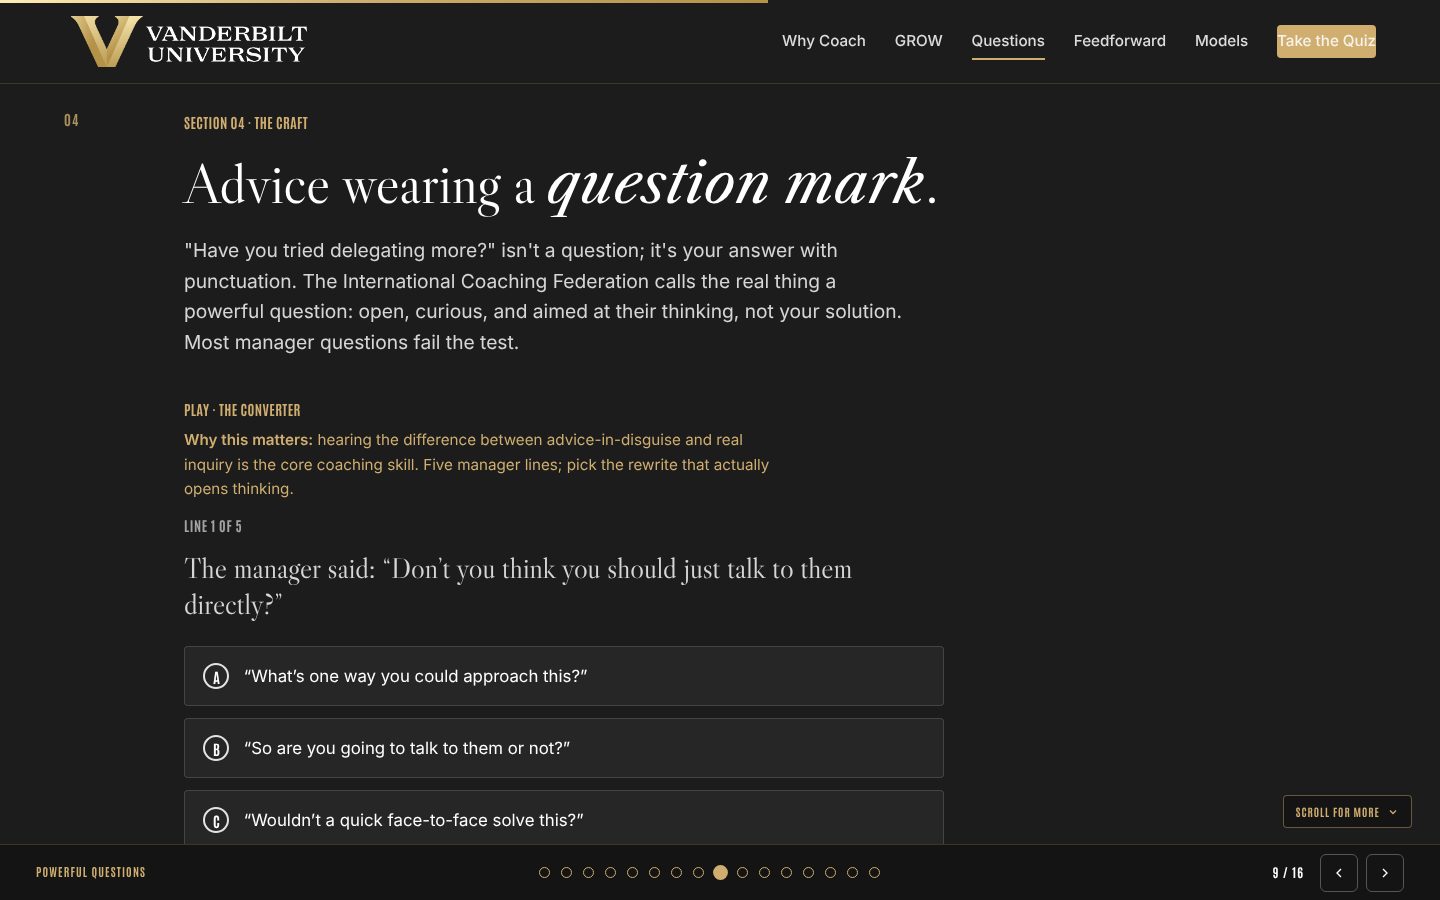 VANDERBILT
UNIVERSITY
Why Coach
GROW
Questions
Feedforward
Models
Take the Quiz
04
SECTION 04 · THE CRAFT
Advice wearing a question mark.
"Have you tried delegating more?" isn't a question; it's your answer with
punctuation. The International Coaching Federation calls the real thing a
powerful question: open, curious, and aimed at their thinking, not your solution.
Most manager questions fail the test.
PLAY · THE CONVERTER
Why this matters: hearing the difference between advice-in-disguise and real
inquiry is the core coaching skill. Five manager lines; pick the rewrite that actually
opens thinking.
LINE 1 OF 5
The manager said: “Don’t you think you should just talk to them
directly?”
A “What’s one way you could approach this?”
B “So are you going to talk to them or not?”
C “Wouldn’t a quick face-to-face solve this?”
SCROLL FOR MORE
POWERFUL QUESTIONS
9 / 16